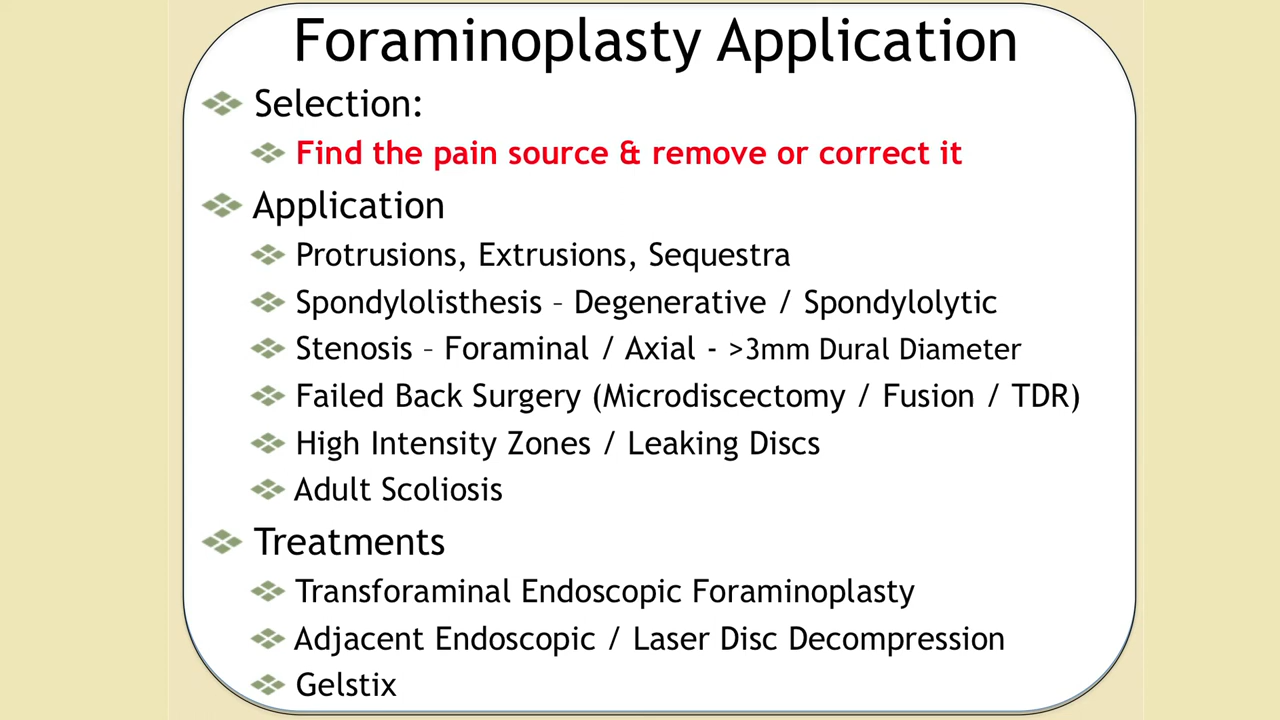 Foraminoplasty Application
Selection:
Find the pain source & remove or correct it
Application
Protrusions, Extrusions, Sequestra
Spondylolisthesis – Degenerative / Spondylolytic
Stenosis – Foraminal / Axial - >3mm Dural Diameter
Failed Back Surgery (Microdiscectomy / Fusion / TDR)
High Intensity Zones / Leaking Discs
Adult Scoliosis
Treatments
Transforaminal Endoscopic Foraminoplasty
Adjacent Endoscopic / Laser Disc Decompression
Gelstix